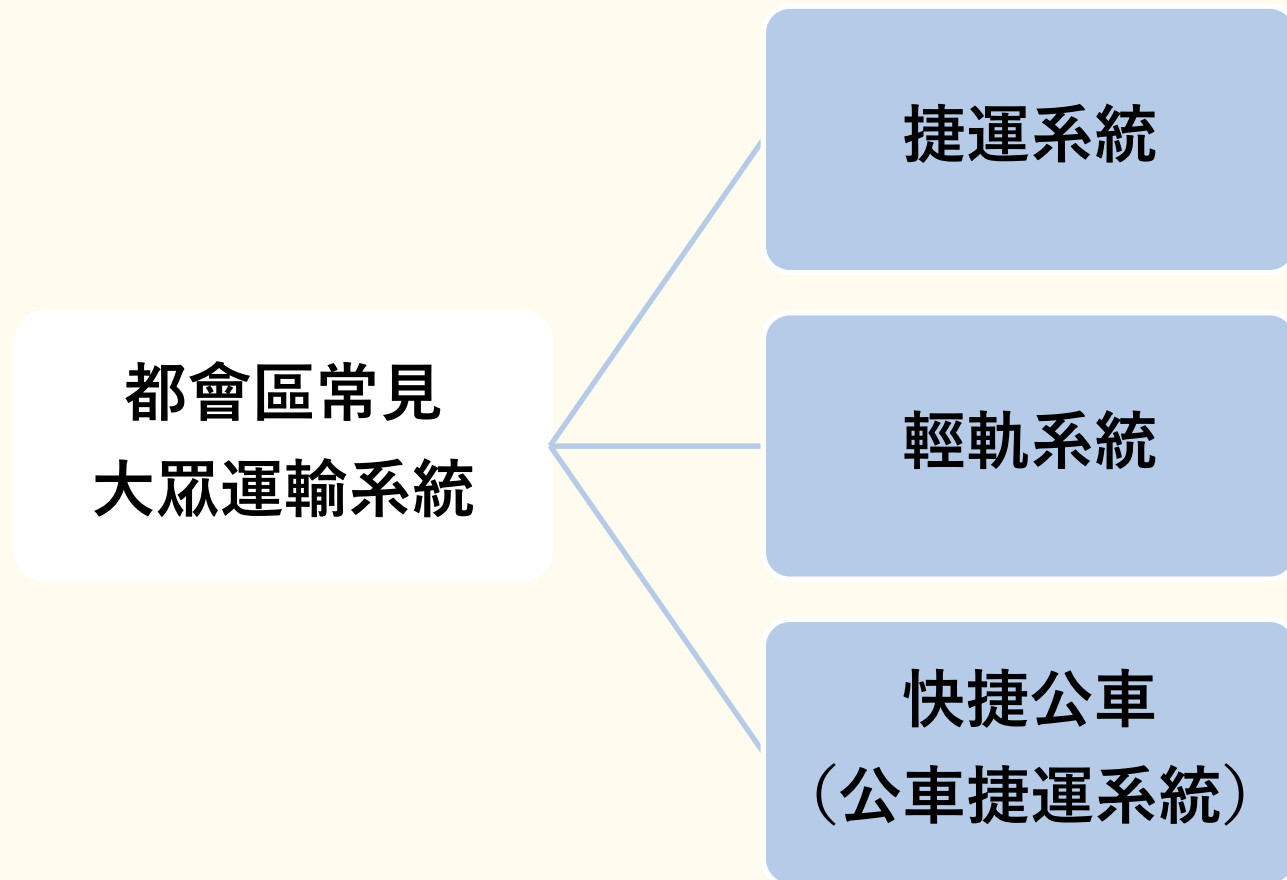 都會區常見
大眾運輸系統
捷運系統
輕軌系統
快捷公車
（公車捷運系統）